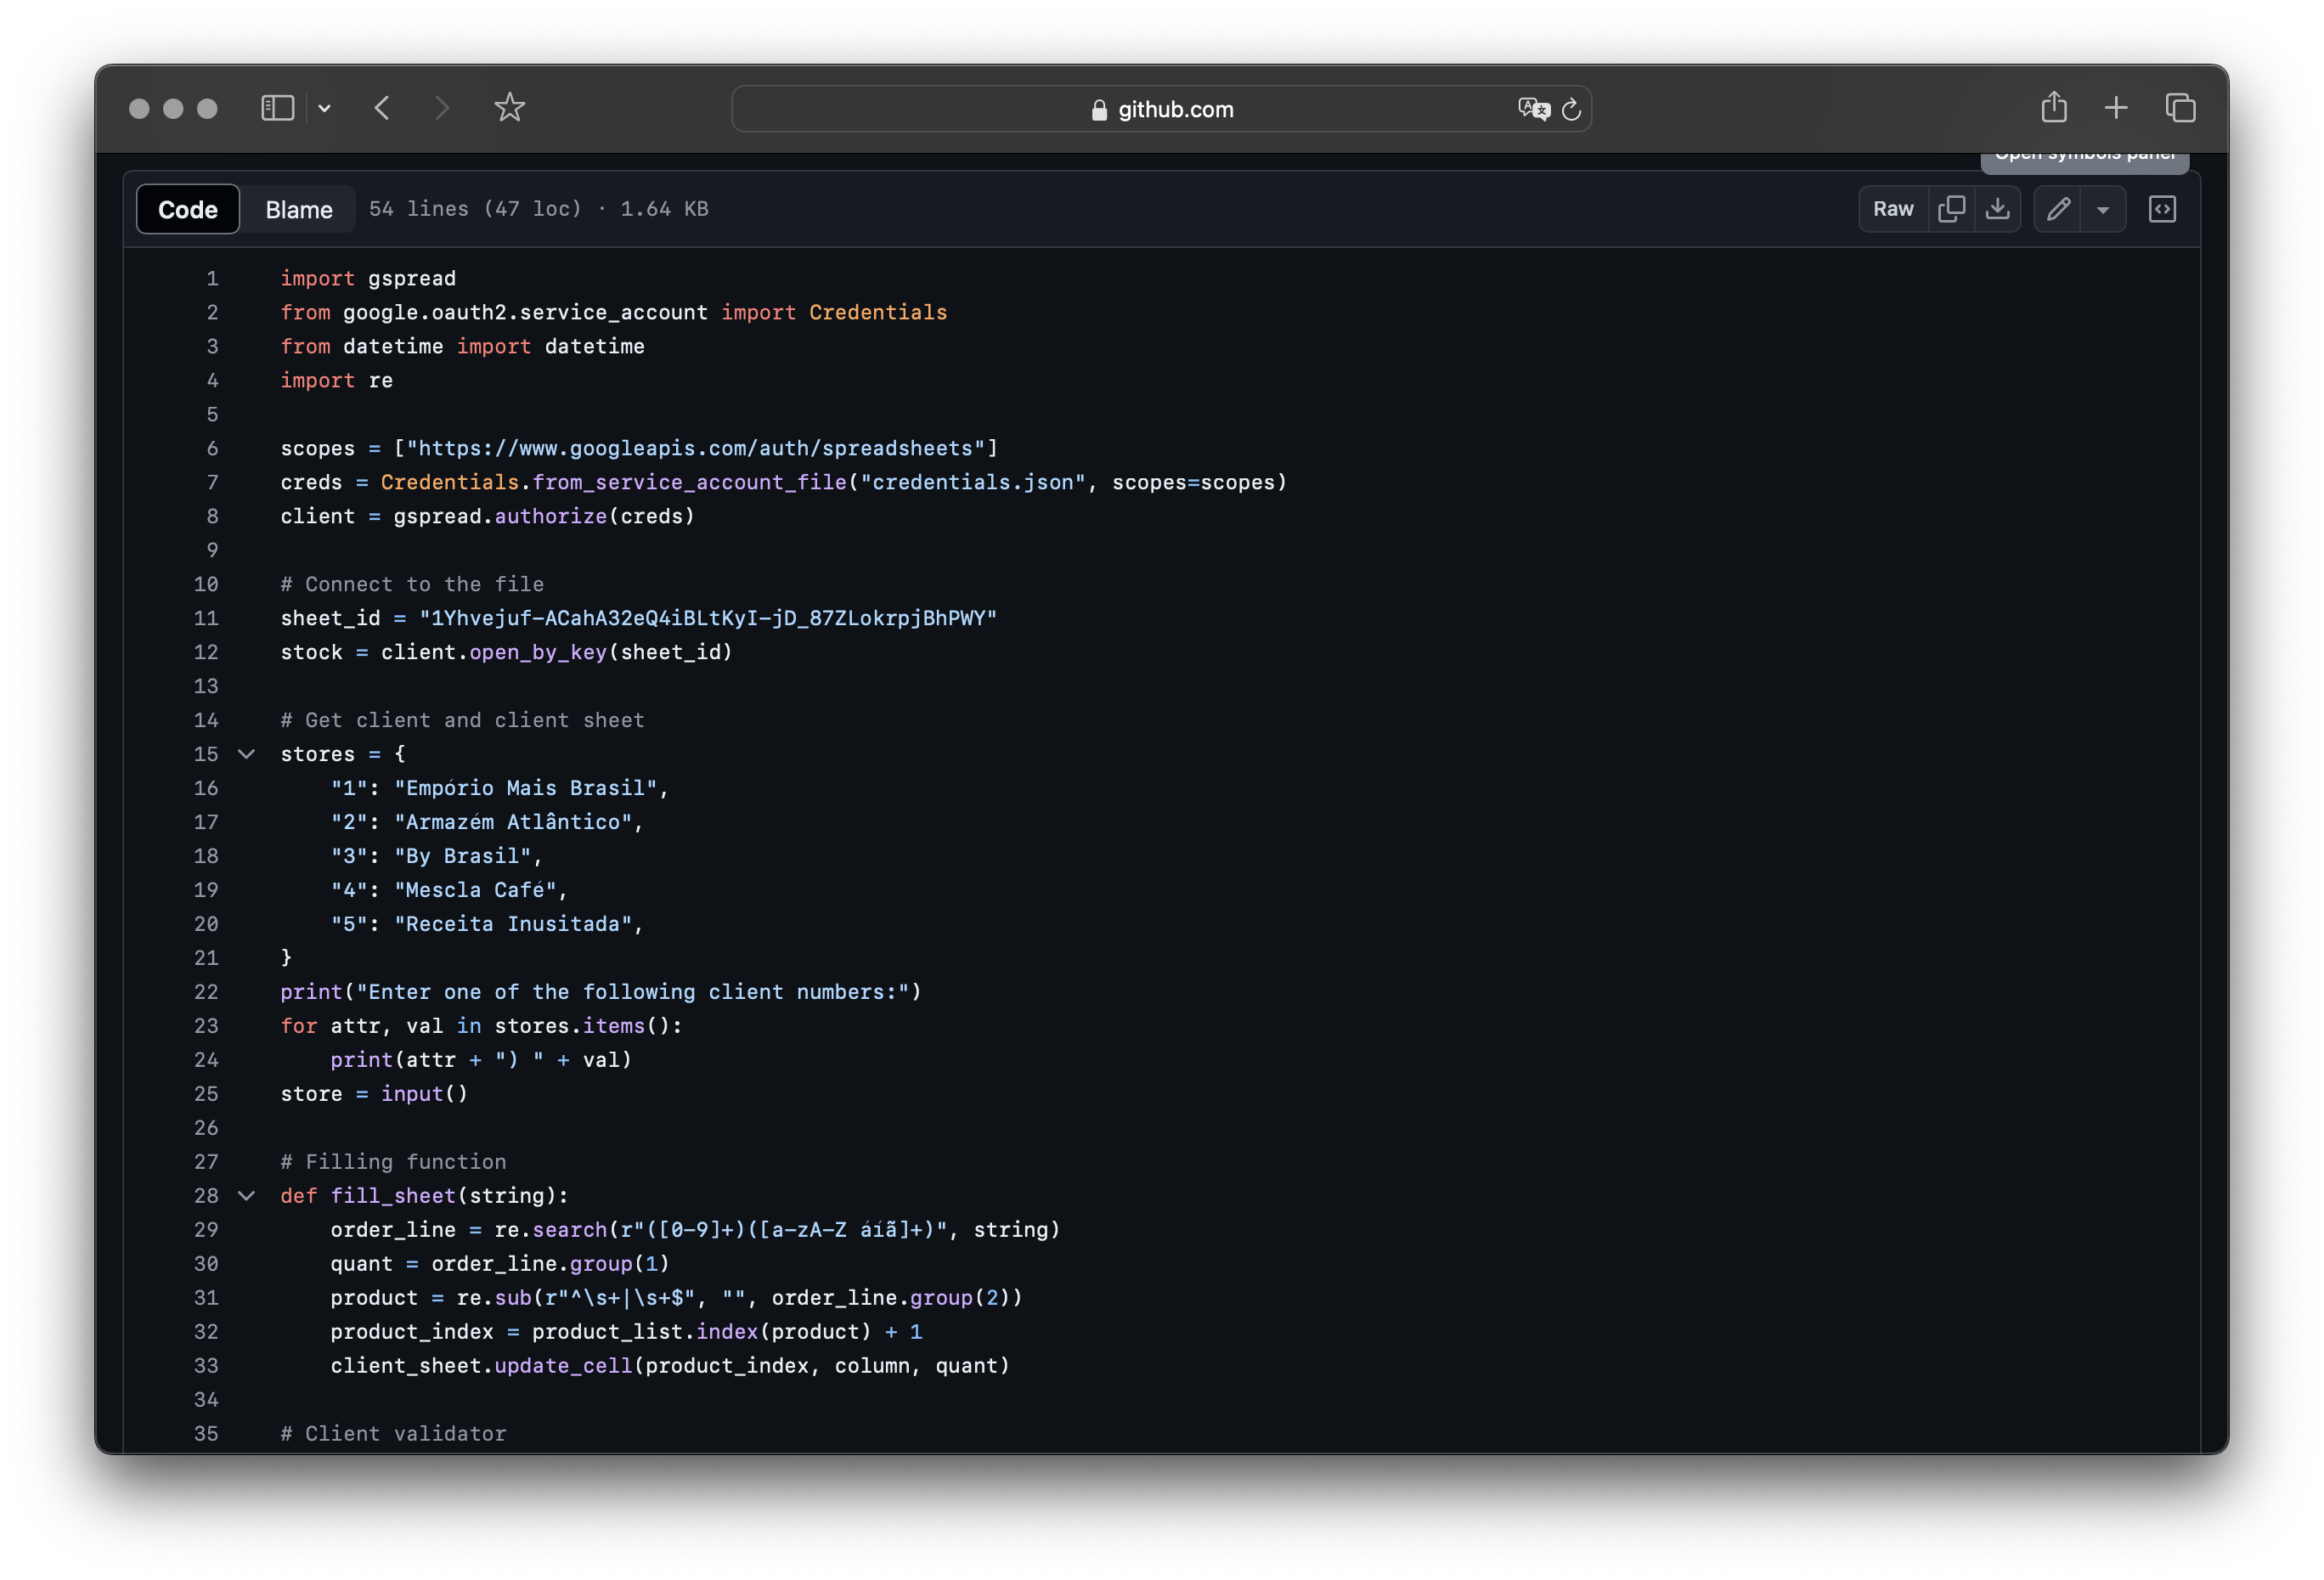 github.com
Open symbols panel
Code Blame 54 lines (47 loc) · 1.64 KB Raw
1 import gspread
2 from google.oauth2.service_account import Credentials
3 from datetime import datetime
4 import re
5
6 scopes = ["https://www.googleapis.com/auth/spreadsheets"]
7 creds = Credentials.from_service_account_file("credentials.json", scopes=scopes)
8 client = gspread.authorize(creds)
9
10 # Connect to the file
11 sheet_id = "1Yhvejuf-ACahA32eQ4iBLtKyI-jD_87ZLokrpjBhPWY"
12 stock = client.open_by_key(sheet_id)
13
14 # Get client and client sheet
15 stores = {
16     "1": "Empório Mais Brasil",
17     "2": "Armazém Atlântico",
18     "3": "By Brasil",
19     "4": "Mescla Café",
20     "5": "Receita Inusitada",
21 }
22 print("Enter one of the following client numbers:")
23 for attr, val in stores.items():
24     print(attr + ") " + val)
25 store = input()
26
27 # Filling function
28 def fill_sheet(string):
29     order_line = re.search(r"([0-9]+)([a-zA-Z áíã]+)", string)
30     quant = order_line.group(1)
31     product = re.sub(r"^\s+|\s+$", "", order_line.group(2))
32     product_index = product_list.index(product) + 1
33     client_sheet.update_cell(product_index, column, quant)
34
35 # Client validator